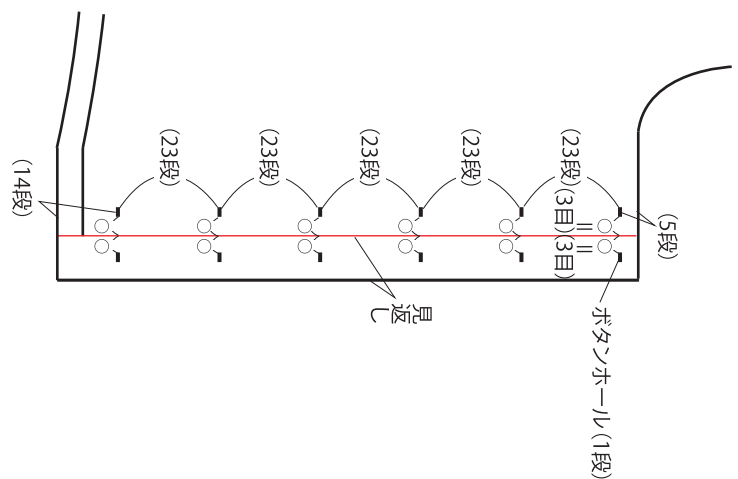 (23段)
(23段)
(23段)
(23段)
(23段)
(14段)
(3目)
=
(3目)
=
(5段)
見返し
ボタンホール(1段)